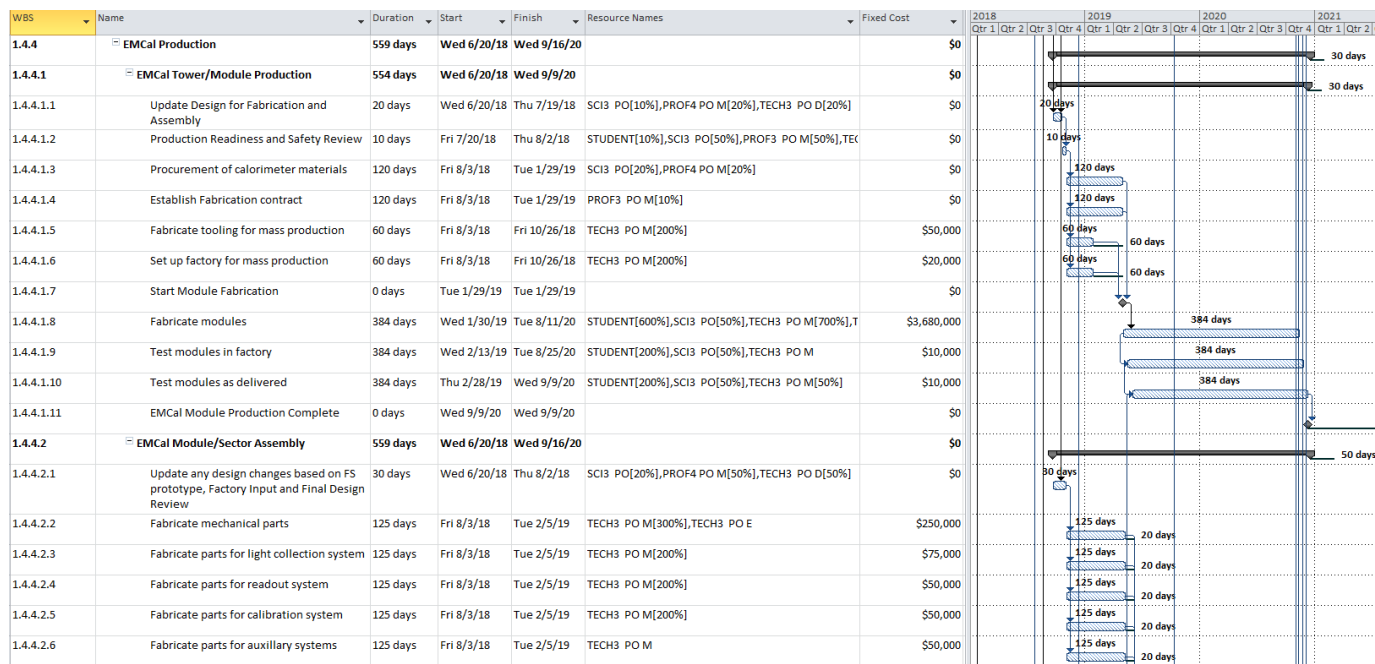 WBS Name Duration Start Finish Resource Names Fixed Cost 2018 2019 2020 2021
Qtr 1 Qtr 2 Qtr 3 Qtr 4 Qtr 1 Qtr 2 Qtr 3 Qtr 4 Qtr 1 Qtr 2 Qtr 3 Qtr 4 Qtr 1 Qtr 2
1.4.4 EMCal Production 559 days Wed 6/20/18 Wed 9/16/20 $0
30 days
1.4.4.1 EMCal Tower/Module Production 554 days Wed 6/20/18 Wed 9/9/20 $0
30 days
1.4.4.1.1 Update Design for Fabrication and 20 days Wed 6/20/18 Thu 7/19/18 SCI3 PO[10%],PROF4 PO M[20%],TECH3 PO D[20%] $0 20 days
Assembly
1.4.4.1.2 Production Readiness and Safety Review 10 days Fri 7/20/18 Thu 8/2/18 STUDENT[10%],SCI3 PO[50%],PROF3 PO M[50%],TE( $0 10 days
1.4.4.1.3 Procurement of calorimeter materials 120 days Fri 8/3/18 Tue 1/29/19 SCI3 PO[20%],PROF4 PO M[20%] $0 120 days
1.4.4.1.4 Establish Fabrication contract 120 days Fri 8/3/18 Tue 1/29/19 PROF3 PO M[10%] $0 120 days
1.4.4.1.5 Fabricate tooling for mass production 60 days Fri 8/3/18 Fri 10/26/18 TECH3 PO M[200%] $50,000 60 days
60 days
1.4.4.1.6 Set up factory for mass production 60 days Fri 8/3/18 Fri 10/26/18 TECH3 PO M[200%] $20,000 60 days
60 days
1.4.4.1.7 Start Module Fabrication 0 days Tue 1/29/19 Tue 1/29/19 $0
1.4.4.1.8 Fabricate modules 384 days Wed 1/30/19 Tue 8/11/20 STUDENT[600%],SCI3 PO[50%],TECH3 PO M[700%],T $3,680,000 384 days
1.4.4.1.9 Test modules in factory 384 days Wed 2/13/19 Tue 8/25/20 STUDENT[200%],SCI3 PO[50%],TECH3 PO M $10,000 384 days
1.4.4.1.10 Test modules as delivered 384 days Thu 2/28/19 Wed 9/9/20 STUDENT[200%],SCI3 PO[50%],TECH3 PO M[50%] $10,000 384 days
1.4.4.1.11 EMCal Module Production Complete 0 days Wed 9/9/20 Wed 9/9/20 $0
1.4.4.2 EMCal Module/Sector Assembly 559 days Wed 6/20/18 Wed 9/16/20 $0
50 days
1.4.4.2.1 Update any design changes based on FS 30 days Wed 6/20/18 Thu 8/2/18 SCI3 PO[20%],PROF4 PO M[50%],TECH3 PO D[50%] $0 30 days
prototype, Factory Input and Final Design
Review
1.4.4.2.2 Fabricate mechanical parts 125 days Fri 8/3/18 Tue 2/5/19 TECH3 PO M[300%],TECH3 PO E $250,000 125 days
20 days
1.4.4.2.3 Fabricate parts for light collection system 125 days Fri 8/3/18 Tue 2/5/19 TECH3 PO M[200%] $75,000 125 days
20 days
1.4.4.2.4 Fabricate parts for readout system 125 days Fri 8/3/18 Tue 2/5/19 TECH3 PO M[200%] $50,000 125 days
20 days
1.4.4.2.5 Fabricate parts for calibration system 125 days Fri 8/3/18 Tue 2/5/19 TECH3 PO M[200%] $50,000 125 days
20 days
1.4.4.2.6 Fabricate parts for auxillary systems 125 days Fri 8/3/18 Tue 2/5/19 TECH3 PO M $50,000 125 days
20 days